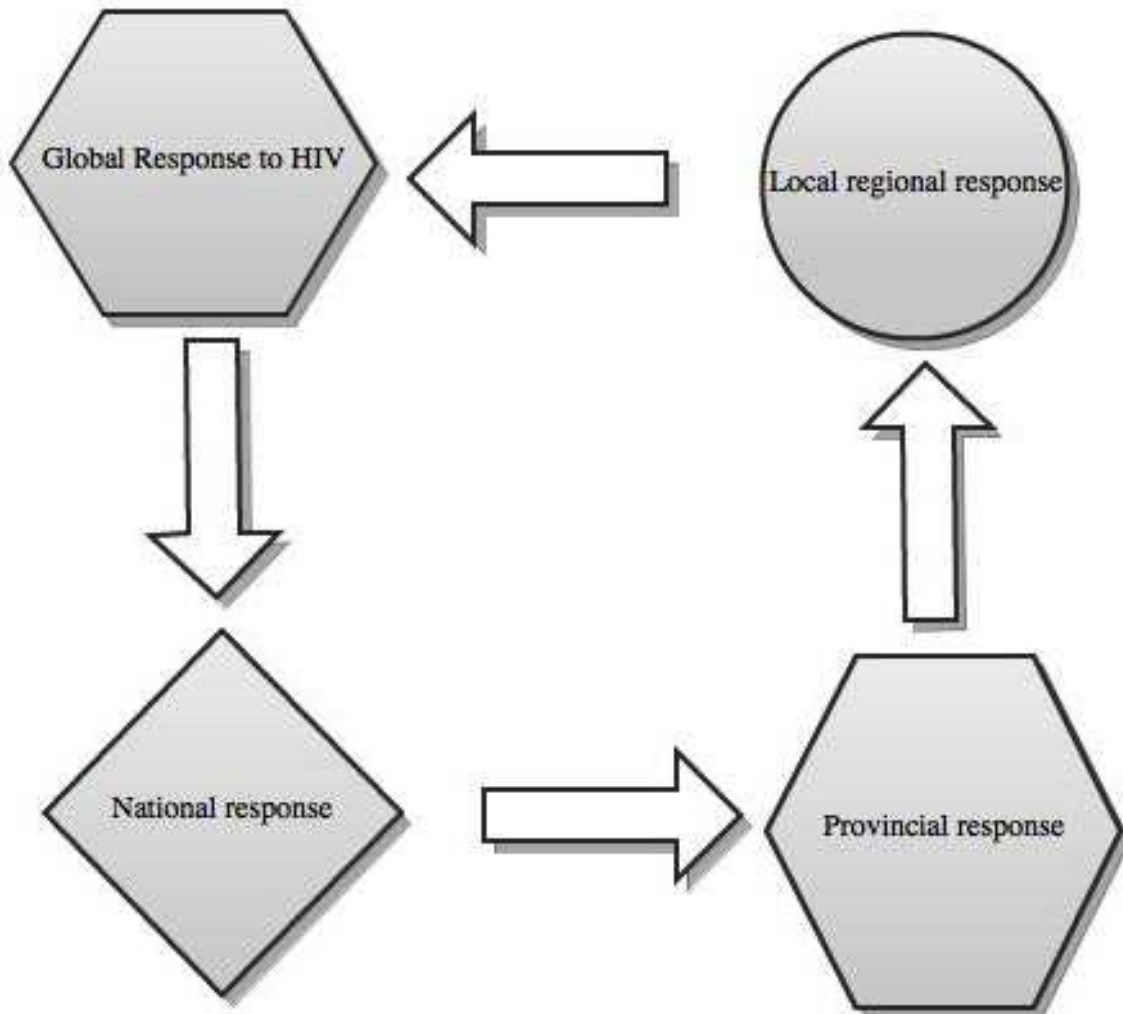 Global Response to HIV
Local regional response
National response
Provincial response